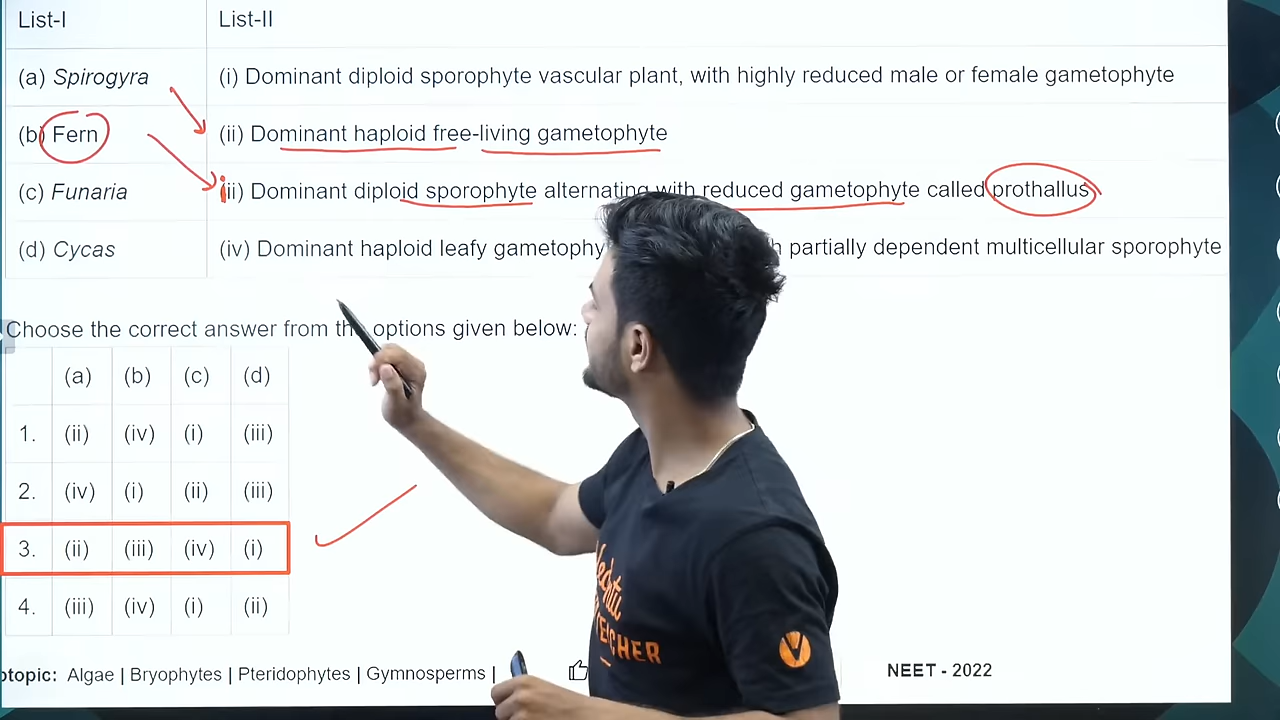 List-I List-II
(a) Spirogyra (i) Dominant diploid sporophyte vascular plant, with highly reduced male or female gametophyte
(b) Fern (ii) Dominant haploid free-living gametophyte
(c) Funaria (iii) Dominant diploid sporophyte alternating with reduced gametophyte called prothallus
(d) Cycas (iv) Dominant haploid leafy partially dependent multicellular sporophyte
Choose the correct answer from the options given below:
(a) (b) (c) (d)
1. (ii) (iv) (i) (iii)
2. (iv) (i) (ii) (iii)
3. (ii) (iii) (iv) (i)
4. (iii) (iv) (i) (ii)
Algae | Bryophytes | Pteridophytes | Gymnosperms | NEET - 2022